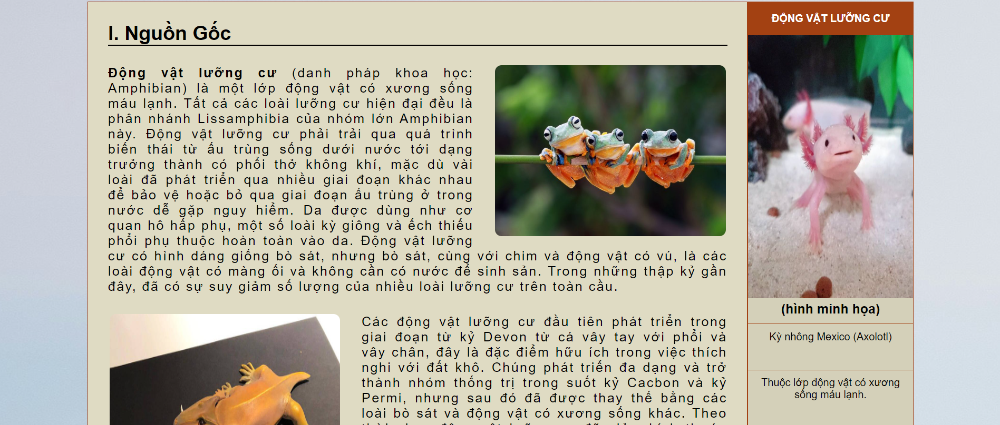 I. Nguồn Gốc
Động vật lưỡng cư (danh pháp khoa học:
Amphibian) là một lớp động vật có xương sống
máu lạnh. Tất cả các loài lưỡng cư hiện đại đều là
phân nhánh Lissamphibia của nhóm lớn Amphibian
này. Động vật lưỡng cư phải trải qua quá trình
biến thái từ ấu trùng sống dưới nước tới dạng
trưởng thành có phổi thở không khí, mặc dù vài
loài đã phát triển qua nhiều giai đoạn khác nhau
để bảo vệ hoặc bỏ qua giai đoạn ấu trùng ở trong
nước dễ gặp nguy hiểm. Da được dùng như cơ
quan hô hấp phụ, một số loài kỳ giông và ếch thiếu
phổi phụ thuộc hoàn toàn vào da. Động vật lưỡng
cư có hình dáng giống bò sát, nhưng bò sát, cùng với chim và động vật có vú, là các
loài động vật có màng ối và không cần có nước để sinh sản. Trong những thập kỷ gần
đây, đã có sự suy giảm số lượng của nhiều loài lưỡng cư trên toàn cầu.
Các động vật lưỡng cư đầu tiên phát triển trong
giai đoạn từ kỷ Devon từ cá vây tay với phổi và
vây chân, đây là đặc điểm hữu ích trong việc thích
nghi với đất khô. Chúng phát triển đa dạng và trở
thành nhóm thống trị trong suốt kỷ Cacbon và kỷ
Permi, nhưng sau đó đã được thay thế bằng các
loài bò sát và động vật có xương sống khác. Theo
ĐỘNG VẬT LƯỠNG CƯ
(hình minh họa)
Kỳ nhông Mexico (Axolotl)
Thuộc lớp động vật có xương
sống máu lạnh.